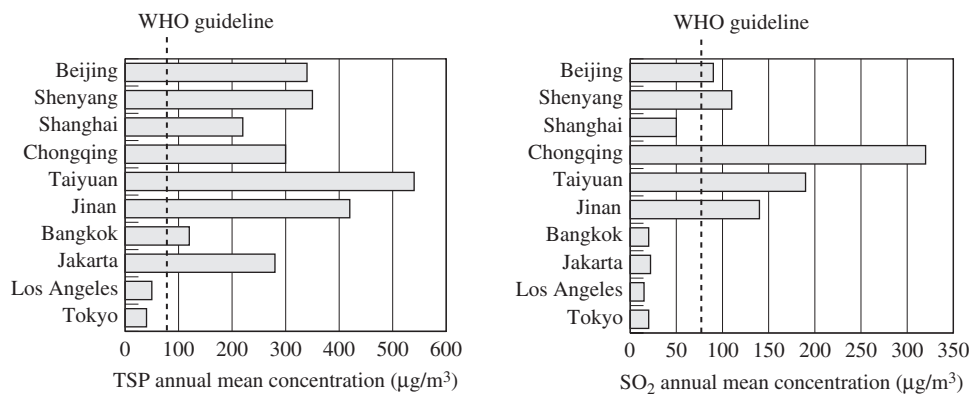 WHO guideline
Beijing
Shenyang
Shanghai
Chongqing
Taiyuan
Jinan
Bangkok
Jakarta
Los Angeles
Tokyo
0 100 200 300 400 500 600
TSP annual mean concentration (μg/m³)
WHO guideline
Beijing
Shenyang
Shanghai
Chongqing
Taiyuan
Jinan
Bangkok
Jakarta
Los Angeles
Tokyo
0 50 100 150 200 250 300 350
SO₂ annual mean concentration (μg/m³)